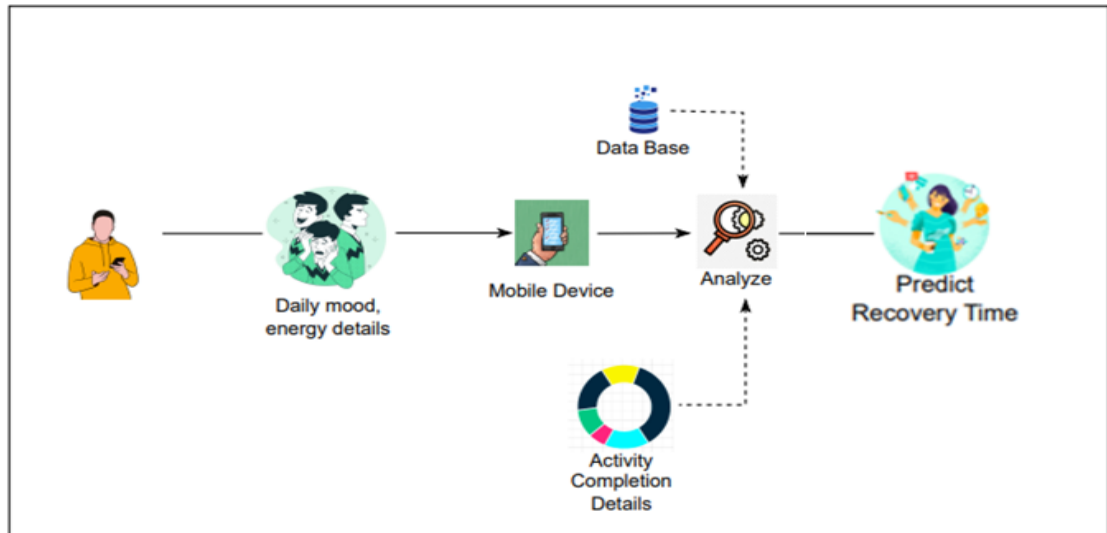 Data Base
Daily mood,
energy details
Mobile Device
Analyze
Predict
Recovery Time
Activity
Completion
Details